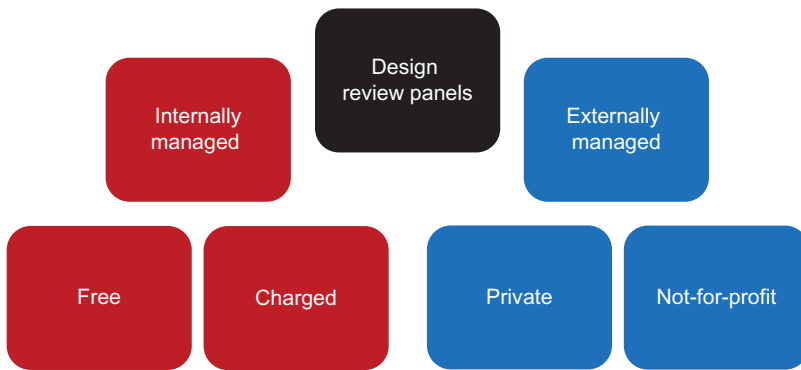 Design
review panels
Internally
managed
Externally
managed
Free
Charged
Private
Not-for-profit